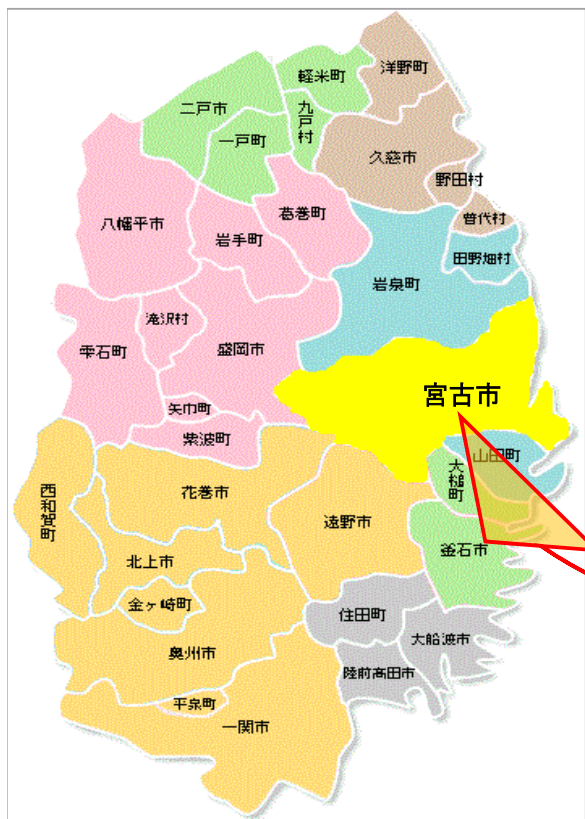 洋野町
軽米町
二戸市
九戸村
一戸町
久慈市
野田村
葛巻町
普代村
八幡平市
岩手町
田野畑村
岩泉町
滝沢村
雫石町
盛岡市
宮古市
矢巾町
紫波町
山田町
大槌町
花巻市
西和賀町
遠野市
釜石市
北上市
金ヶ崎町
住田町
大船渡市
奥州市
陸前高田市
平泉町
一関市